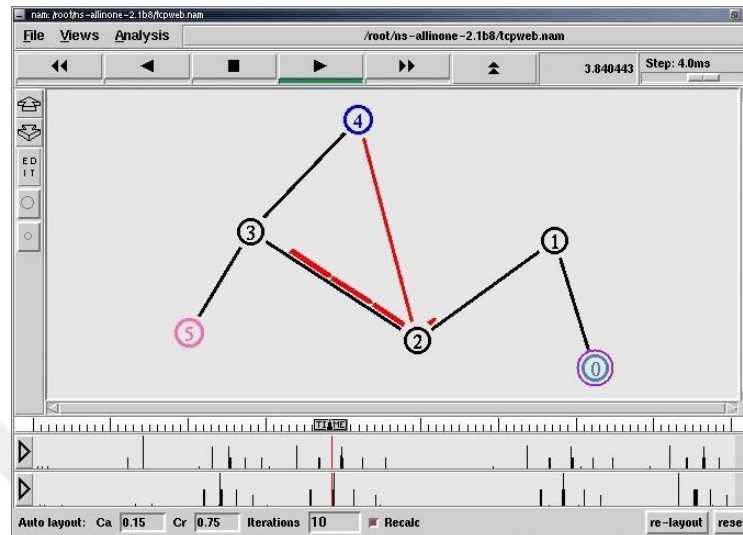 nam: /root/ns-allinone-2.1b8/tcpweb.nam
File Views Analysis /root/ns-allinone-2.1b8/tcpweb.nam
3.840443 Step: 4.0ms
ED
IT
4
3
1
2
5
0
TIME
Auto layout: Ca 0.15 Cr 0.75 Iterations 10 Recalc re-layout rese